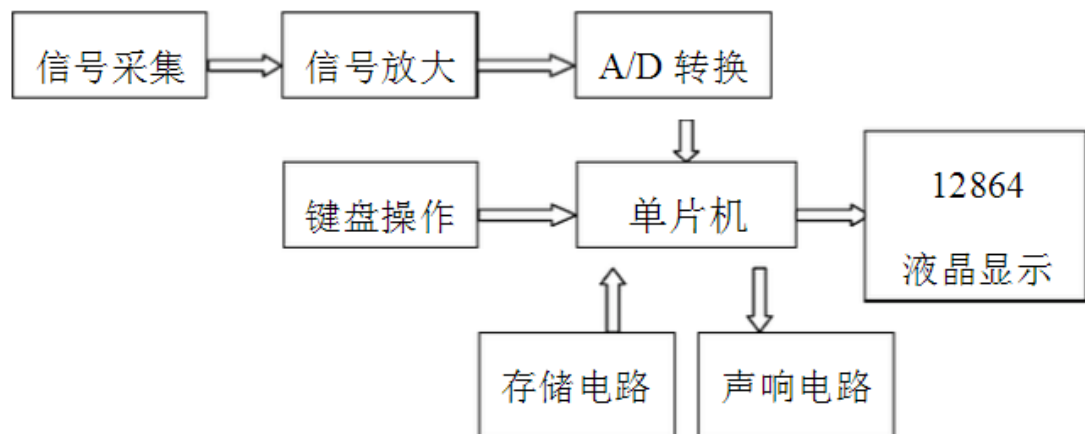 信号采集
信号放大
A/D 转换
键盘操作
单片机
12864
液晶显示
存储电路
声响电路